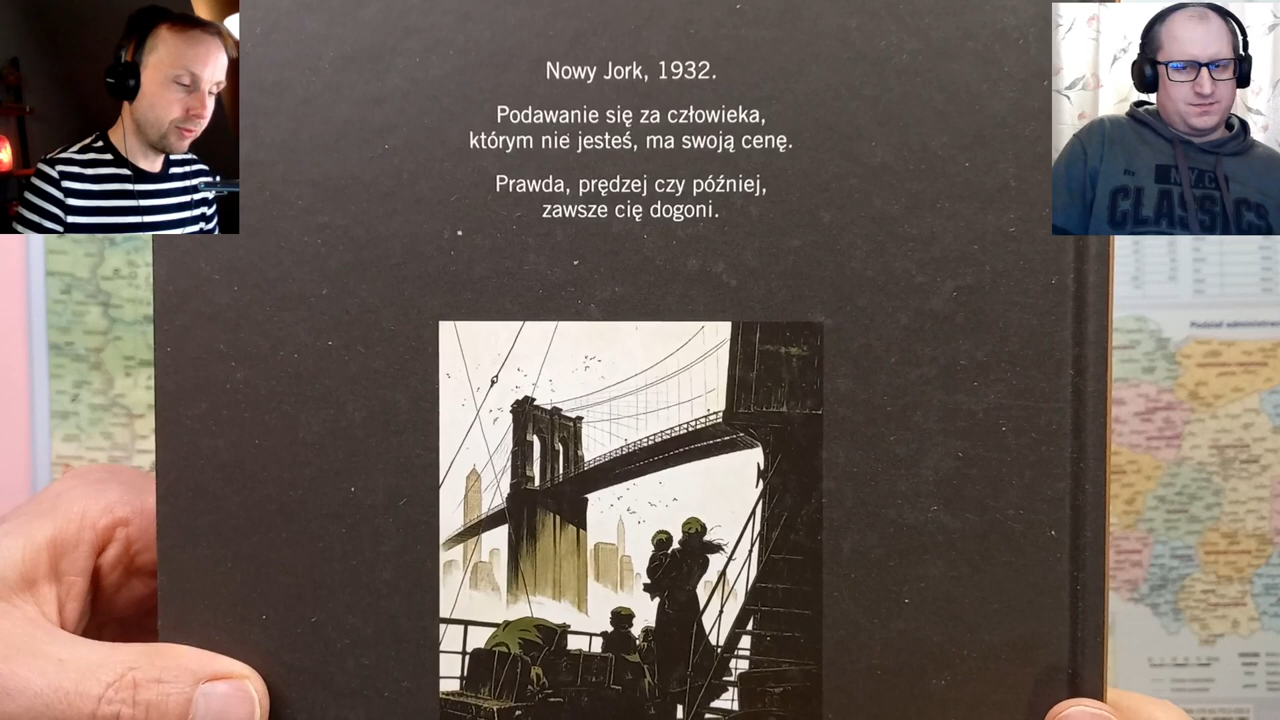 Nowy Jork, 1932.
Podawanie się za człowieka,
którym nie jesteś, ma swoją cenę.
Prawda, prędzej czy później,
zawsze cię dogoni.
N.Y.C
CLASSICS